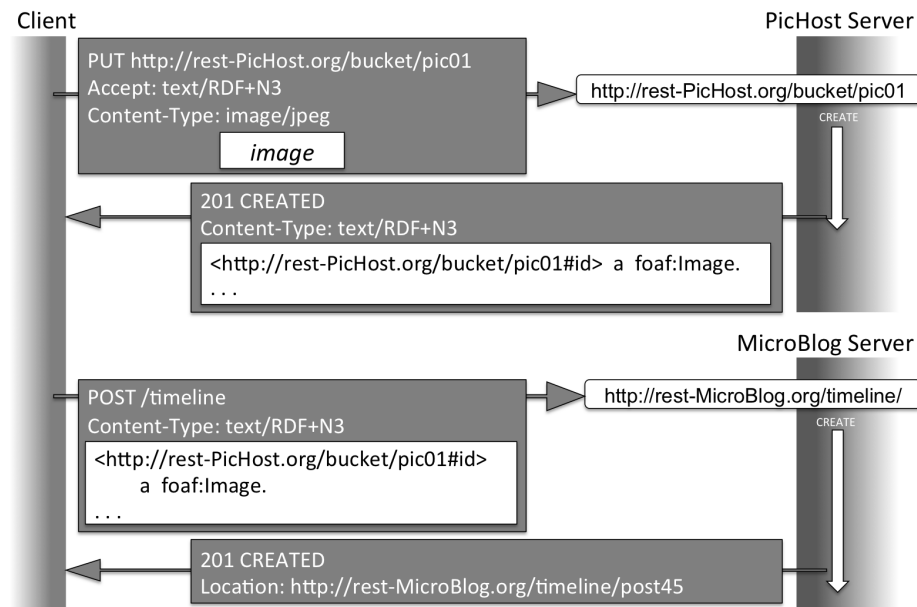 Client
PicHost Server
PUT http://rest-PicHost.org/bucket/pic01
Accept: text/RDF+N3
Content-Type: image/jpeg
image
http://rest-PicHost.org/bucket/pic01
CREATE
201 CREATED
Content-Type: text/RDF+N3
<http://rest-PicHost.org/bucket/pic01#id> a foaf:Image.
. . .
MicroBlog Server
POST /timeline
Content-Type: text/RDF+N3
<http://rest-PicHost.org/bucket/pic01#id>
a foaf:Image.
. . .
http://rest-MicroBlog.org/timeline/
CREATE
201 CREATED
Location: http://rest-MicroBlog.org/timeline/post45